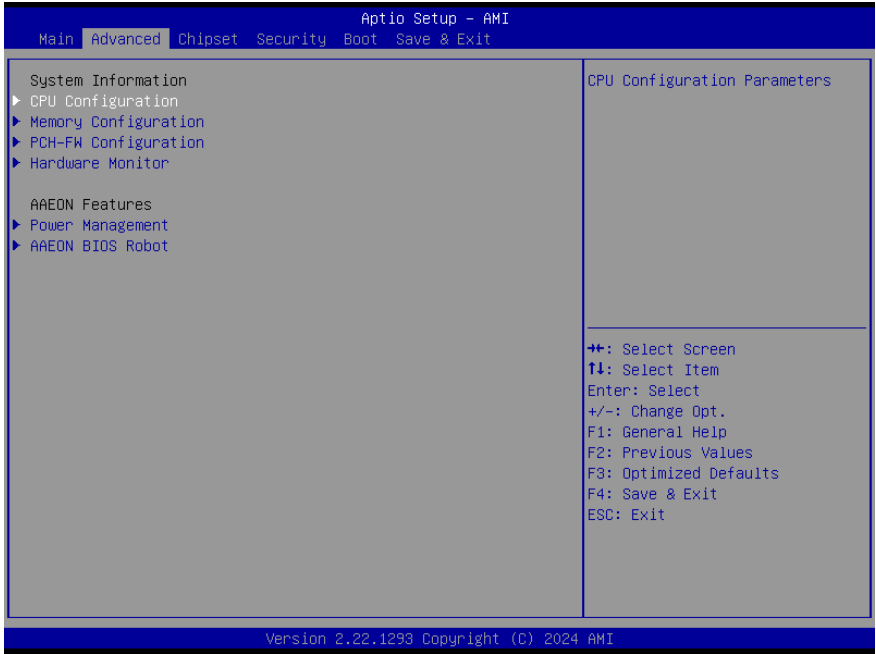 Aptio Setup – AMI
Main Advanced Chipset Security Boot Save & Exit
System Information
CPU Configuration
Memory Configuration
PCH-FW Configuration
Hardware Monitor
AAEON Features
Power Management
AAEON BIOS Robot
CPU Configuration Parameters
→←: Select Screen
↑↓: Select Item
Enter: Select
+/-: Change Opt.
F1: General Help
F2: Previous Values
F3: Optimized Defaults
F4: Save & Exit
ESC: Exit
Version 2.22.1293 Copyright (C) 2024 AMI